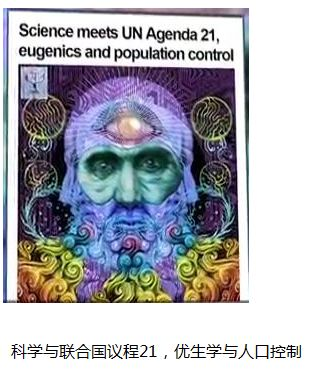 Science meets UN Agenda 21,
eugenics and population control
科学与联合国议程21，优生学与人口控制